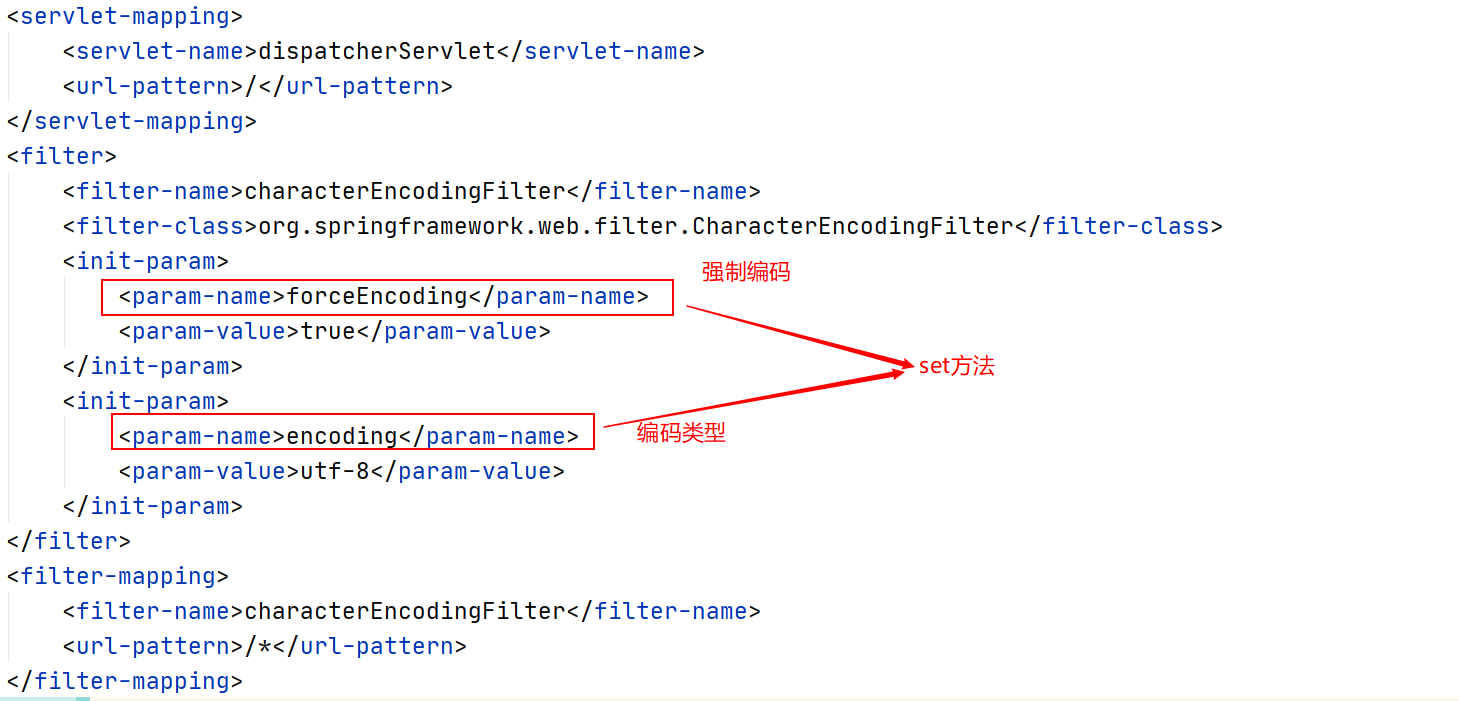 <servlet-mapping>
    <servlet-name>dispatcherServlet</servlet-name>
    <url-pattern>/</url-pattern>
</servlet-mapping>
<filter>
    <filter-name>characterEncodingFilter</filter-name>
    <filter-class>org.springframework.web.filter.CharacterEncodingFilter</filter-class>
    <init-param>
强制编码
        <param-name>forceEncoding</param-name>
        <param-value>true</param-value>
    </init-param>
set方法
    <init-param>
        <param-name>encoding</param-name>
编码类型
        <param-value>utf-8</param-value>
    </init-param>
</filter>
<filter-mapping>
    <filter-name>characterEncodingFilter</filter-name>
    <url-pattern>/*</url-pattern>
</filter-mapping>